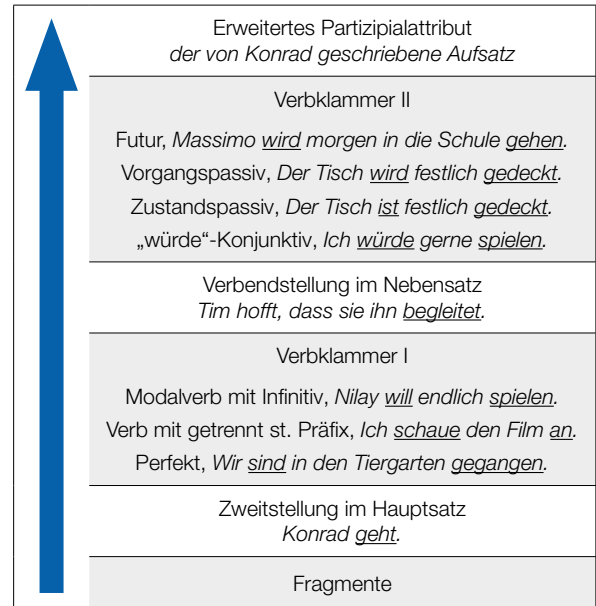 Erweitertes Partizipialattribut
der von Konrad geschriebene Aufsatz
Verbklammer II
Futur, Massimo wird morgen in die Schule gehen.
Vorgangspassiv, Der Tisch wird festlich gedeckt.
Zustandspassiv, Der Tisch ist festlich gedeckt.
„würde“-Konjunktiv, Ich würde gerne spielen.
Verbendstellung im Nebensatz
Tim hofft, dass sie ihn begleitet.
Verbklammer I
Modalverb mit Infinitiv, Nilay will endlich spielen.
Verb mit getrennt st. Präfix, Ich schaue den Film an.
Perfekt, Wir sind in den Tiergarten gegangen.
Zweitstellung im Hauptsatz
Konrad geht.
Fragmente